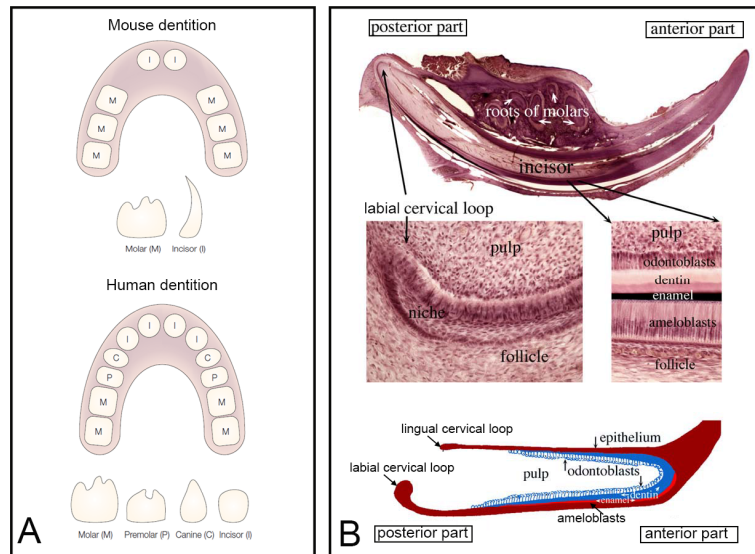 Mouse dentition
I I
M M
M M
M M
Molar (M) Incisor (I)
Human dentition
I I I I
C C
P P
M M
M M
Molar (M) Premolar (P) Canine (C) Incisor (I)
A
posterior part anterior part
roots of molars
incisor
labial cervical loop
pulp
niche
follicle
pulp
odontoblasts
dentin
enamel
ameloblasts
follicle
lingual cervical loop
epithelium
labial cervical loop
pulp
odontoblasts
dentin
enamel
ameloblasts
posterior part anterior part
B